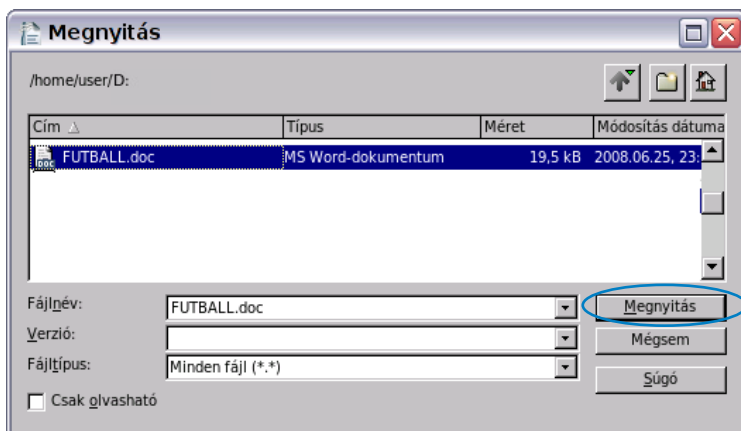 Megnyitás
/home/user/D:
Cím Típus Méret Módosítás dátuma
DOC FUTBALL.doc MS Word-dokumentum 19,5 kB 2008.06.25, 23:
Fájlnév: FUTBALL.doc Megnyitás
Verzió: Mégsem
Fájltípus: Minden fájl (*.*) Súgó
Csak olvasható